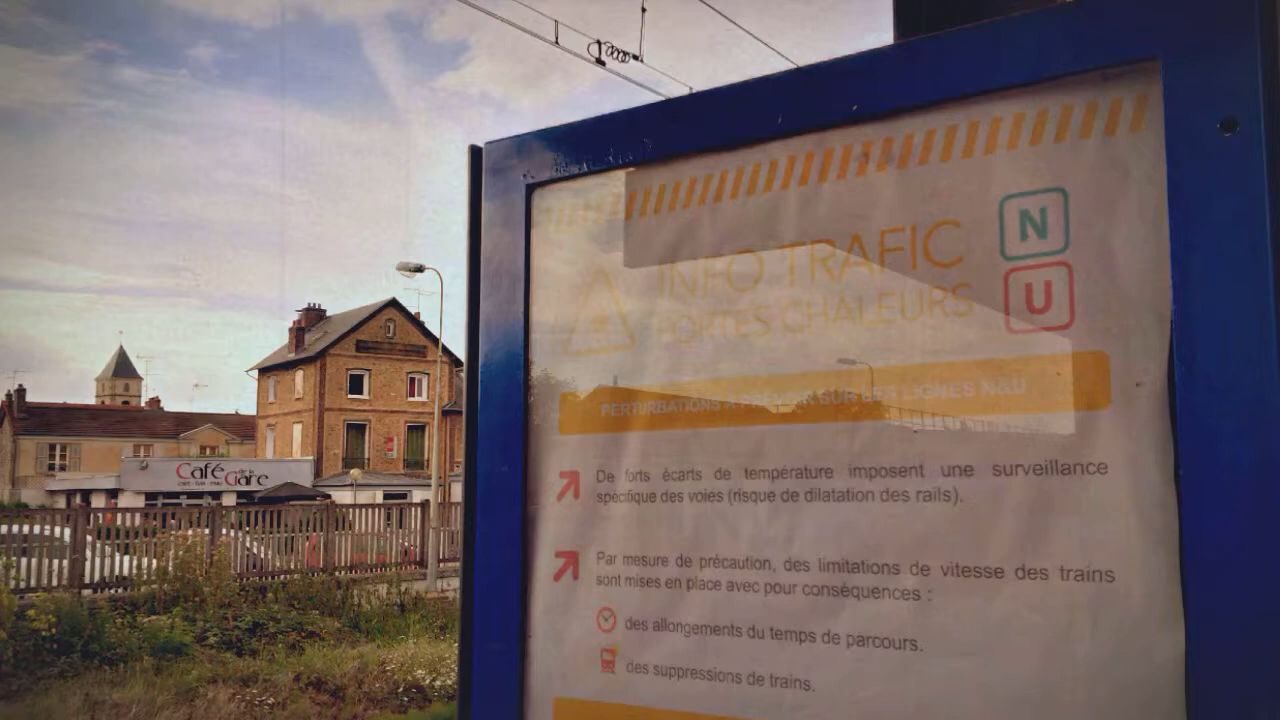 INFO TRAFIC
FORTES CHALEURS
N
U
PERTURBATIONS A PREVOIR SUR LES LIGNES N&U
De forts écarts de température imposent une surveillance
spécifique des voies (risque de dilatation des rails).
Par mesure de précaution, des limitations de vitesse des trains
sont mises en place avec pour conséquences :
des allongements du temps de parcours.
des suppressions de trains.
Café de la Gare